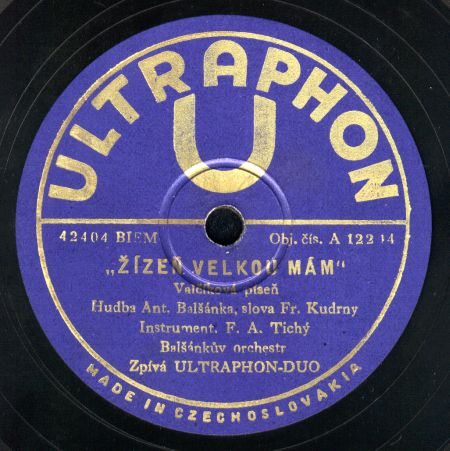 ULTRAPHON
U
42404 BIEM Obj. čís. A 12214
„ŽÍZEŇ VELKOU MÁM"
Valčíková píseň
Hudba Ant. Balšánka, slova Fr. Kudrny
Instrument. F. A. Tichý
Balšánkův orchestr
Zpívá ULTRAPHON-DUO
MADE IN CZECHOSLOVAKIA